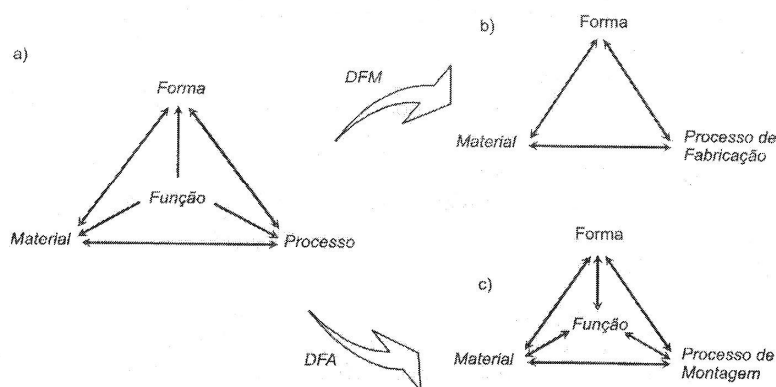 a)
Forma
Função
Material
Processo
DFM
b)
Forma
Material
Processo de
Fabricação
DFA
c)
Forma
Função
Material
Processo de
Montagem